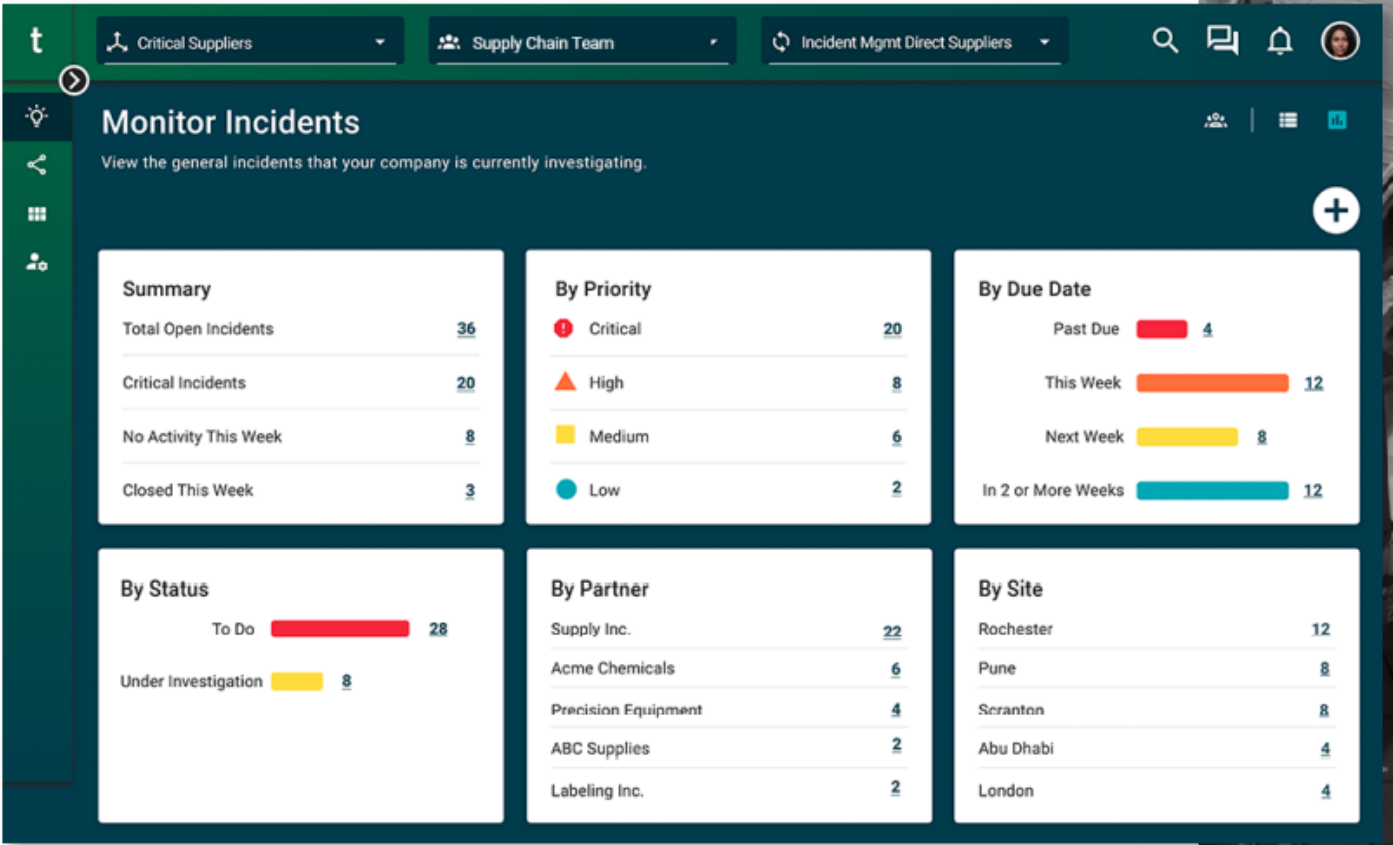 t
Critical Suppliers
Supply Chain Team
Incident Mgmt Direct Suppliers
Monitor Incidents
View the general incidents that your company is currently investigating.
Summary
Total Open Incidents 36
Critical Incidents 20
No Activity This Week 8
Closed This Week 3
By Priority
Critical 20
High 8
Medium 6
Low 2
By Due Date
Past Due 4
This Week 12
Next Week 8
In 2 or More Weeks 12
By Status
To Do 28
Under Investigation 8
By Partner
Supply Inc. 22
Acme Chemicals 6
Precision Equipment 4
ABC Supplies 2
Labeling Inc. 2
By Site
Rochester 12
Pune 8
Scranton 8
Abu Dhabi 4
London 4